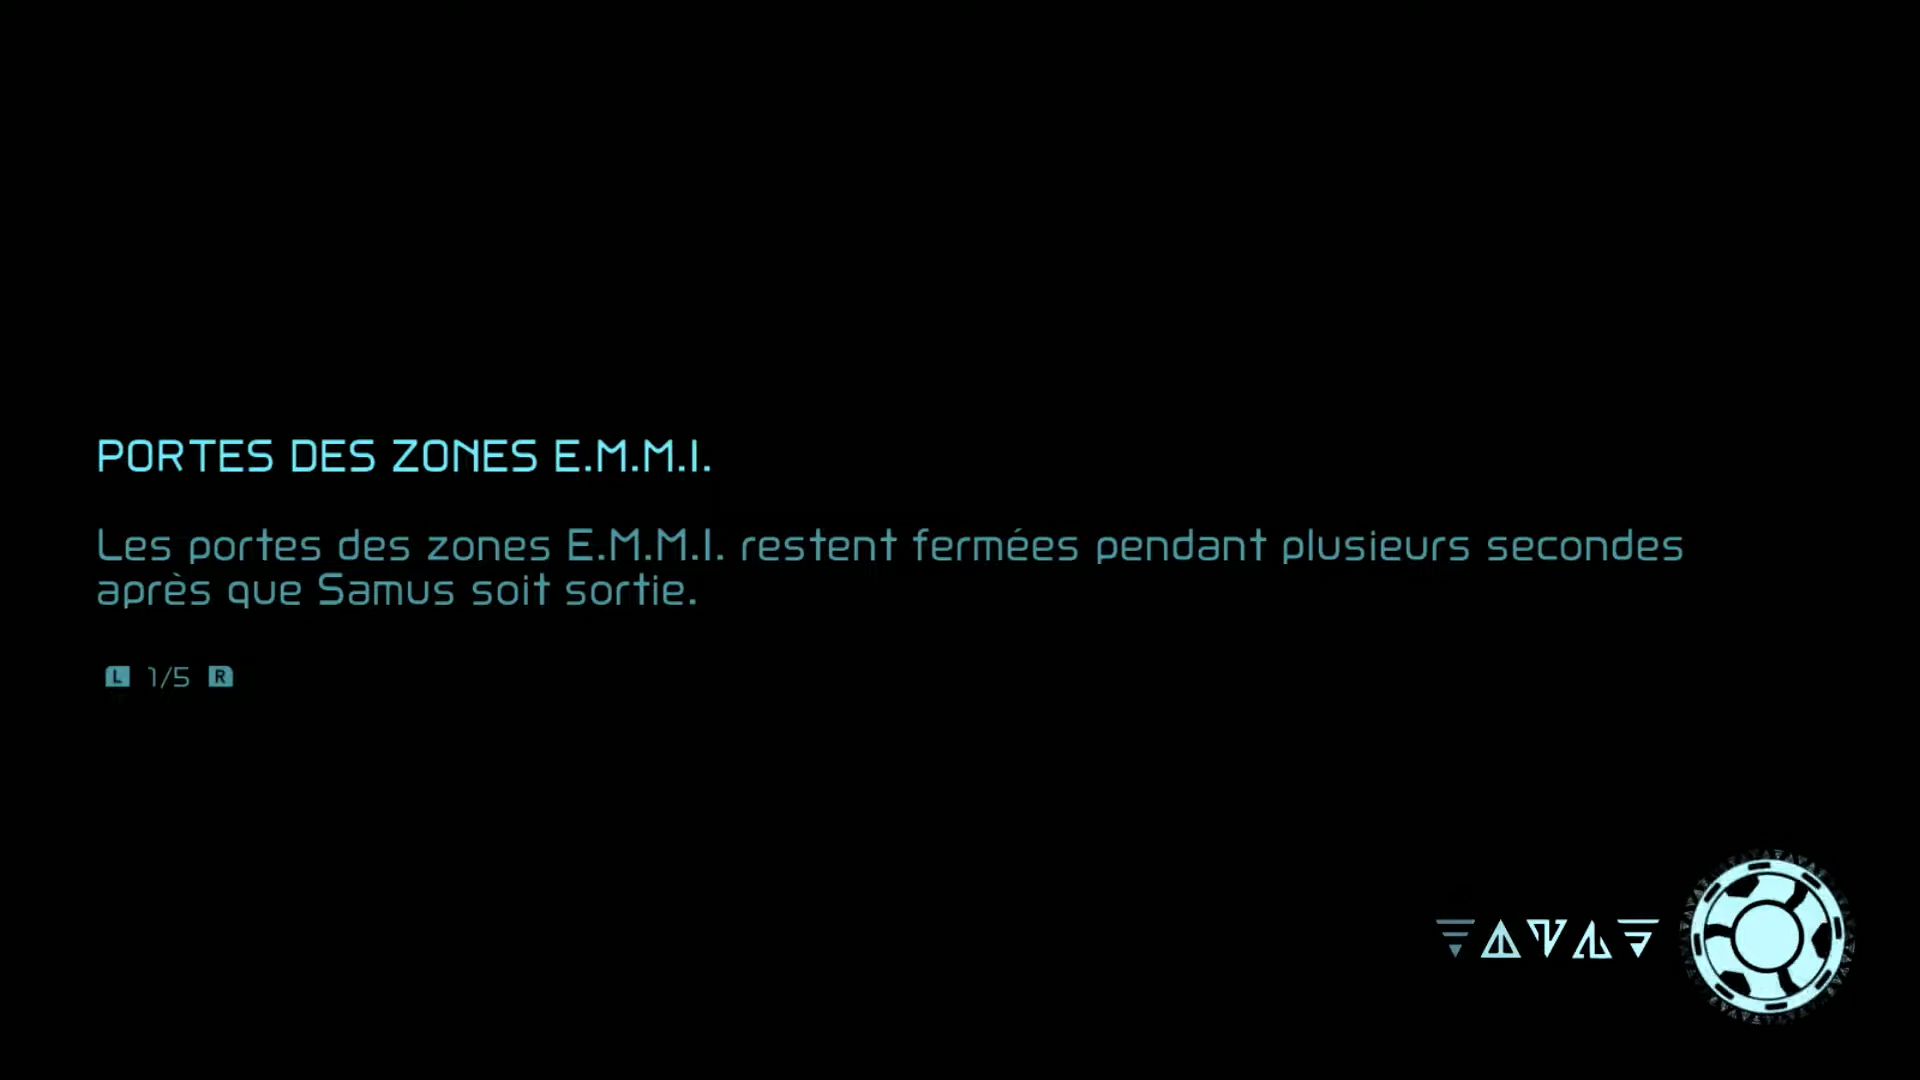 PORTES DES ZONES E.M.M.I.
Les portes des zones E.M.M.I. restent fermées pendant plusieurs secondes
après que Samus soit sortie.
L 1/5 R